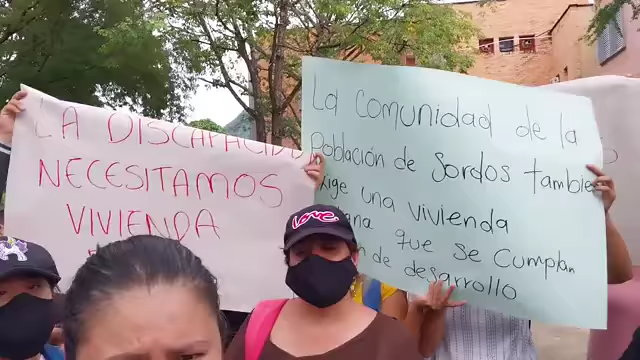 LA DISCAPACIDAD
NECESITAMOS
VIVIENDA
La Comunidad de la
Población de Sordos también
exige una vivienda
que se cumplan
de desarrollo
Love